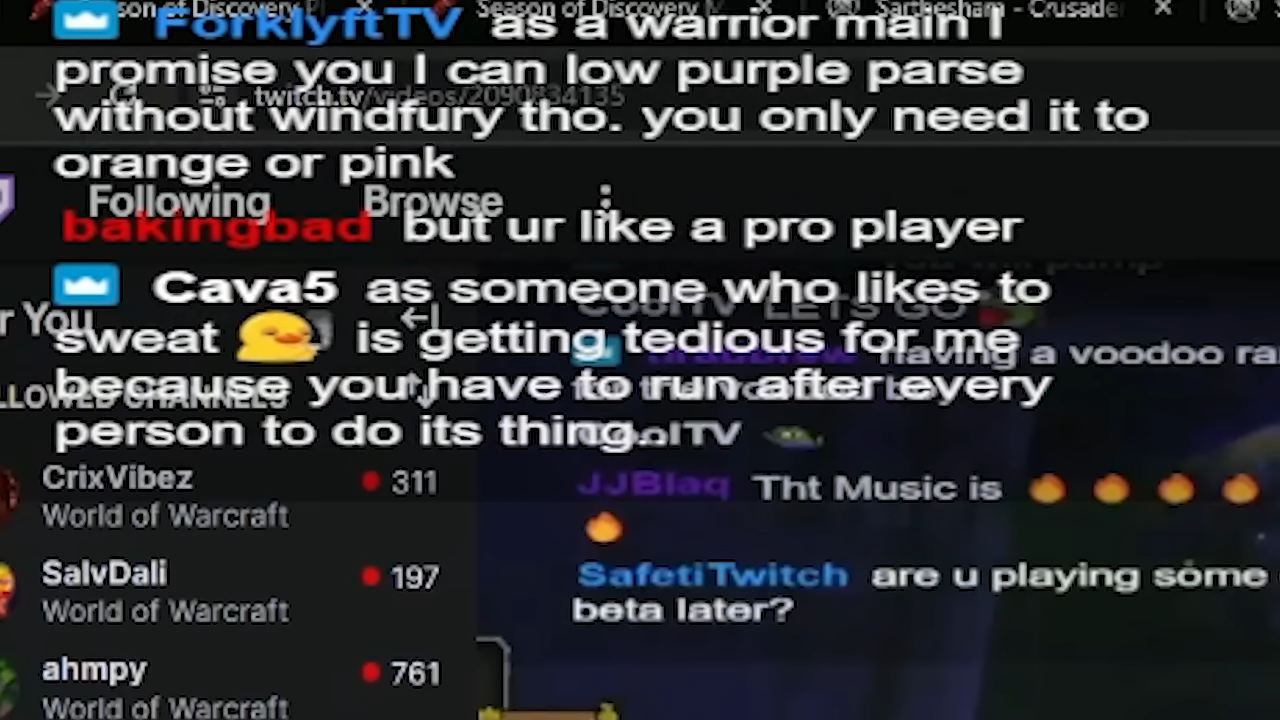 Season of Discovery
Season of Discovery
Sartheshara - Crusader
ForklyftTV as a warrior main I
promise you I can low purple parse
twitch.tv/videos/2090834135
without windfury tho. you only need it to
orange or pink
Following Browse
bakingbad but ur like a pro player
Cava5 as someone who likes to
LETS GO
r You
sweat is getting tedious for me
having a voodoo
because you have to run after every
LLOWED CHANNELS
person to do its thing...
CrixVibez 311
World of Warcraft
JJBlaq Tht Music is
SalvDali 197
World of Warcraft
SafetiTwitch are u playing some
beta later?
ahmpy 761
World of Warcraft